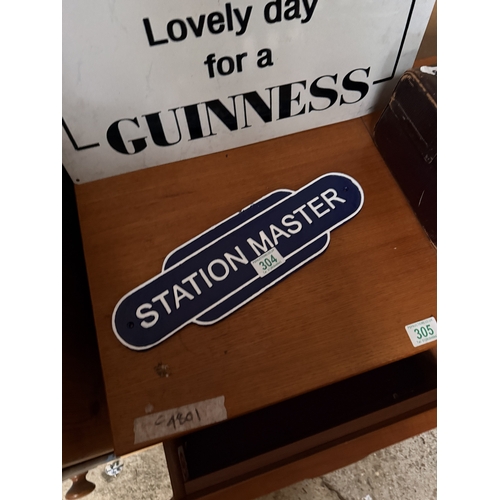 Lovely day
for a
GUINNESS
STATION MASTER
304
305